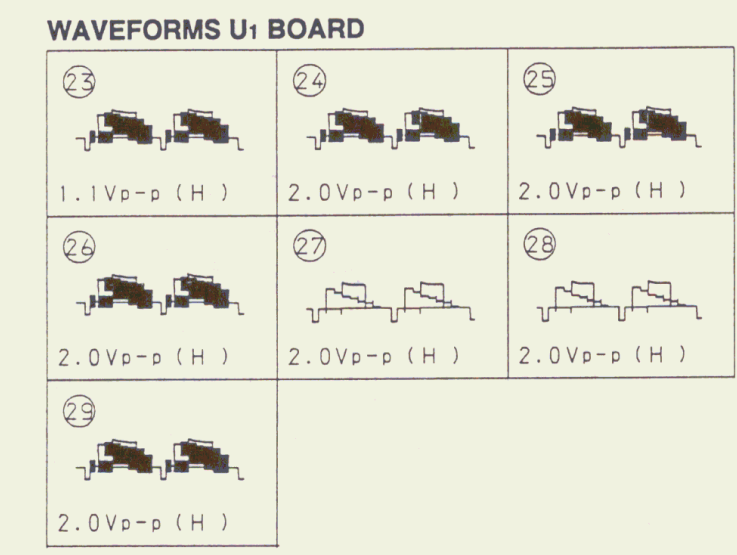 WAVEFORMS U1 BOARD
23 24 25
1.1Vp-p (H) 2.0Vp-p (H) 2.0Vp-p (H)
26 27 28
2.0Vp-p (H) 2.0Vp-p (H) 2.0Vp-p (H)
29
2.0Vp-p (H)